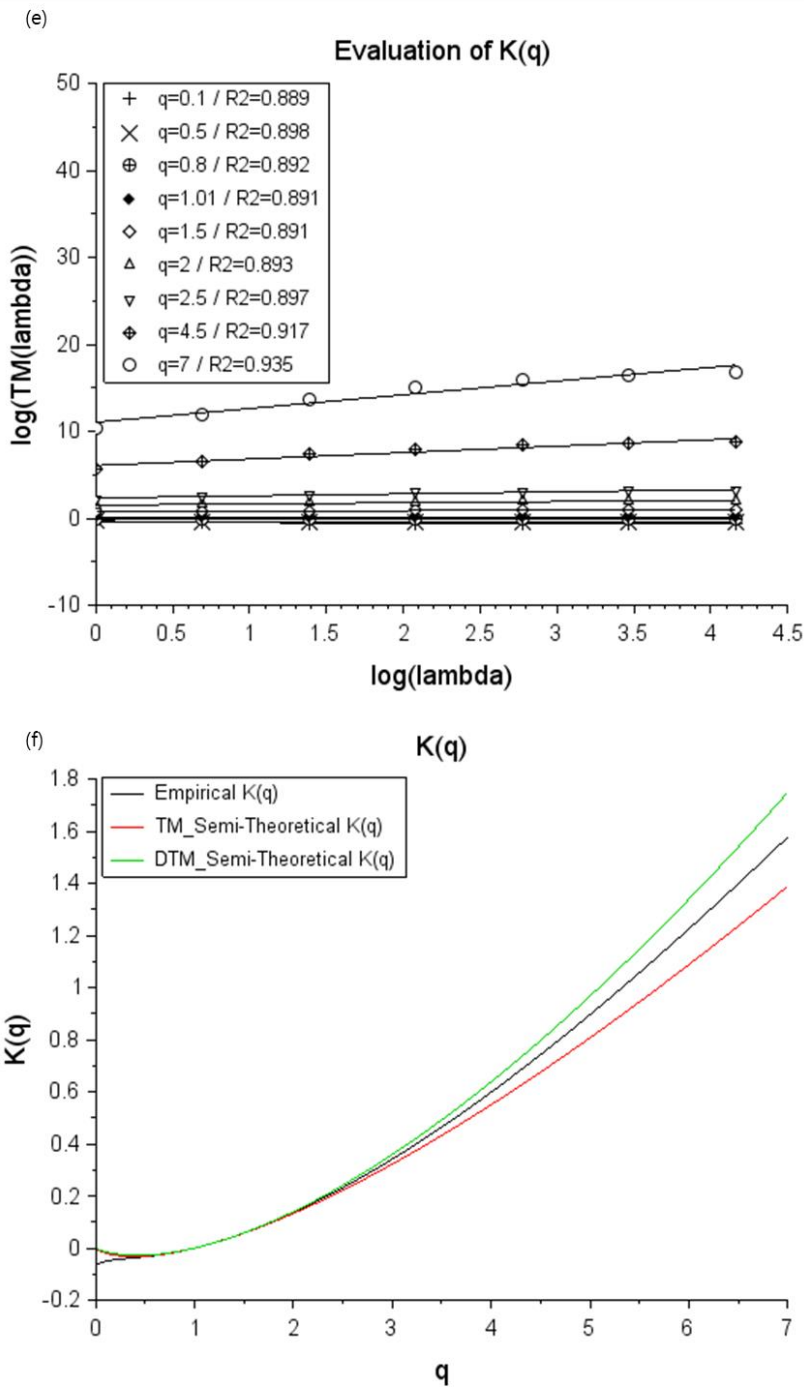 (e)
Evaluation of K(q)
50
40
30
20
10
0
-10
q=0.1 / R2=0.889
q=0.5 / R2=0.898
q=0.8 / R2=0.892
q=1.01 / R2=0.891
q=1.5 / R2=0.891
q=2 / R2=0.893
q=2.5 / R2=0.897
q=4.5 / R2=0.917
q=7 / R2=0.935
log(TM(lambda))
0 0.5 1 1.5 2 2.5 3 3.5 4 4.5
log(lambda)
(f)
K(q)
1.8
1.6
1.4
1.2
1
0.8
0.6
0.4
0.2
0
-0.2
Empirical K(q)
TM_Semi-Theoretical K(q)
DTM_Semi-Theoretical K(q)
K(q)
0 1 2 3 4 5 6 7
q